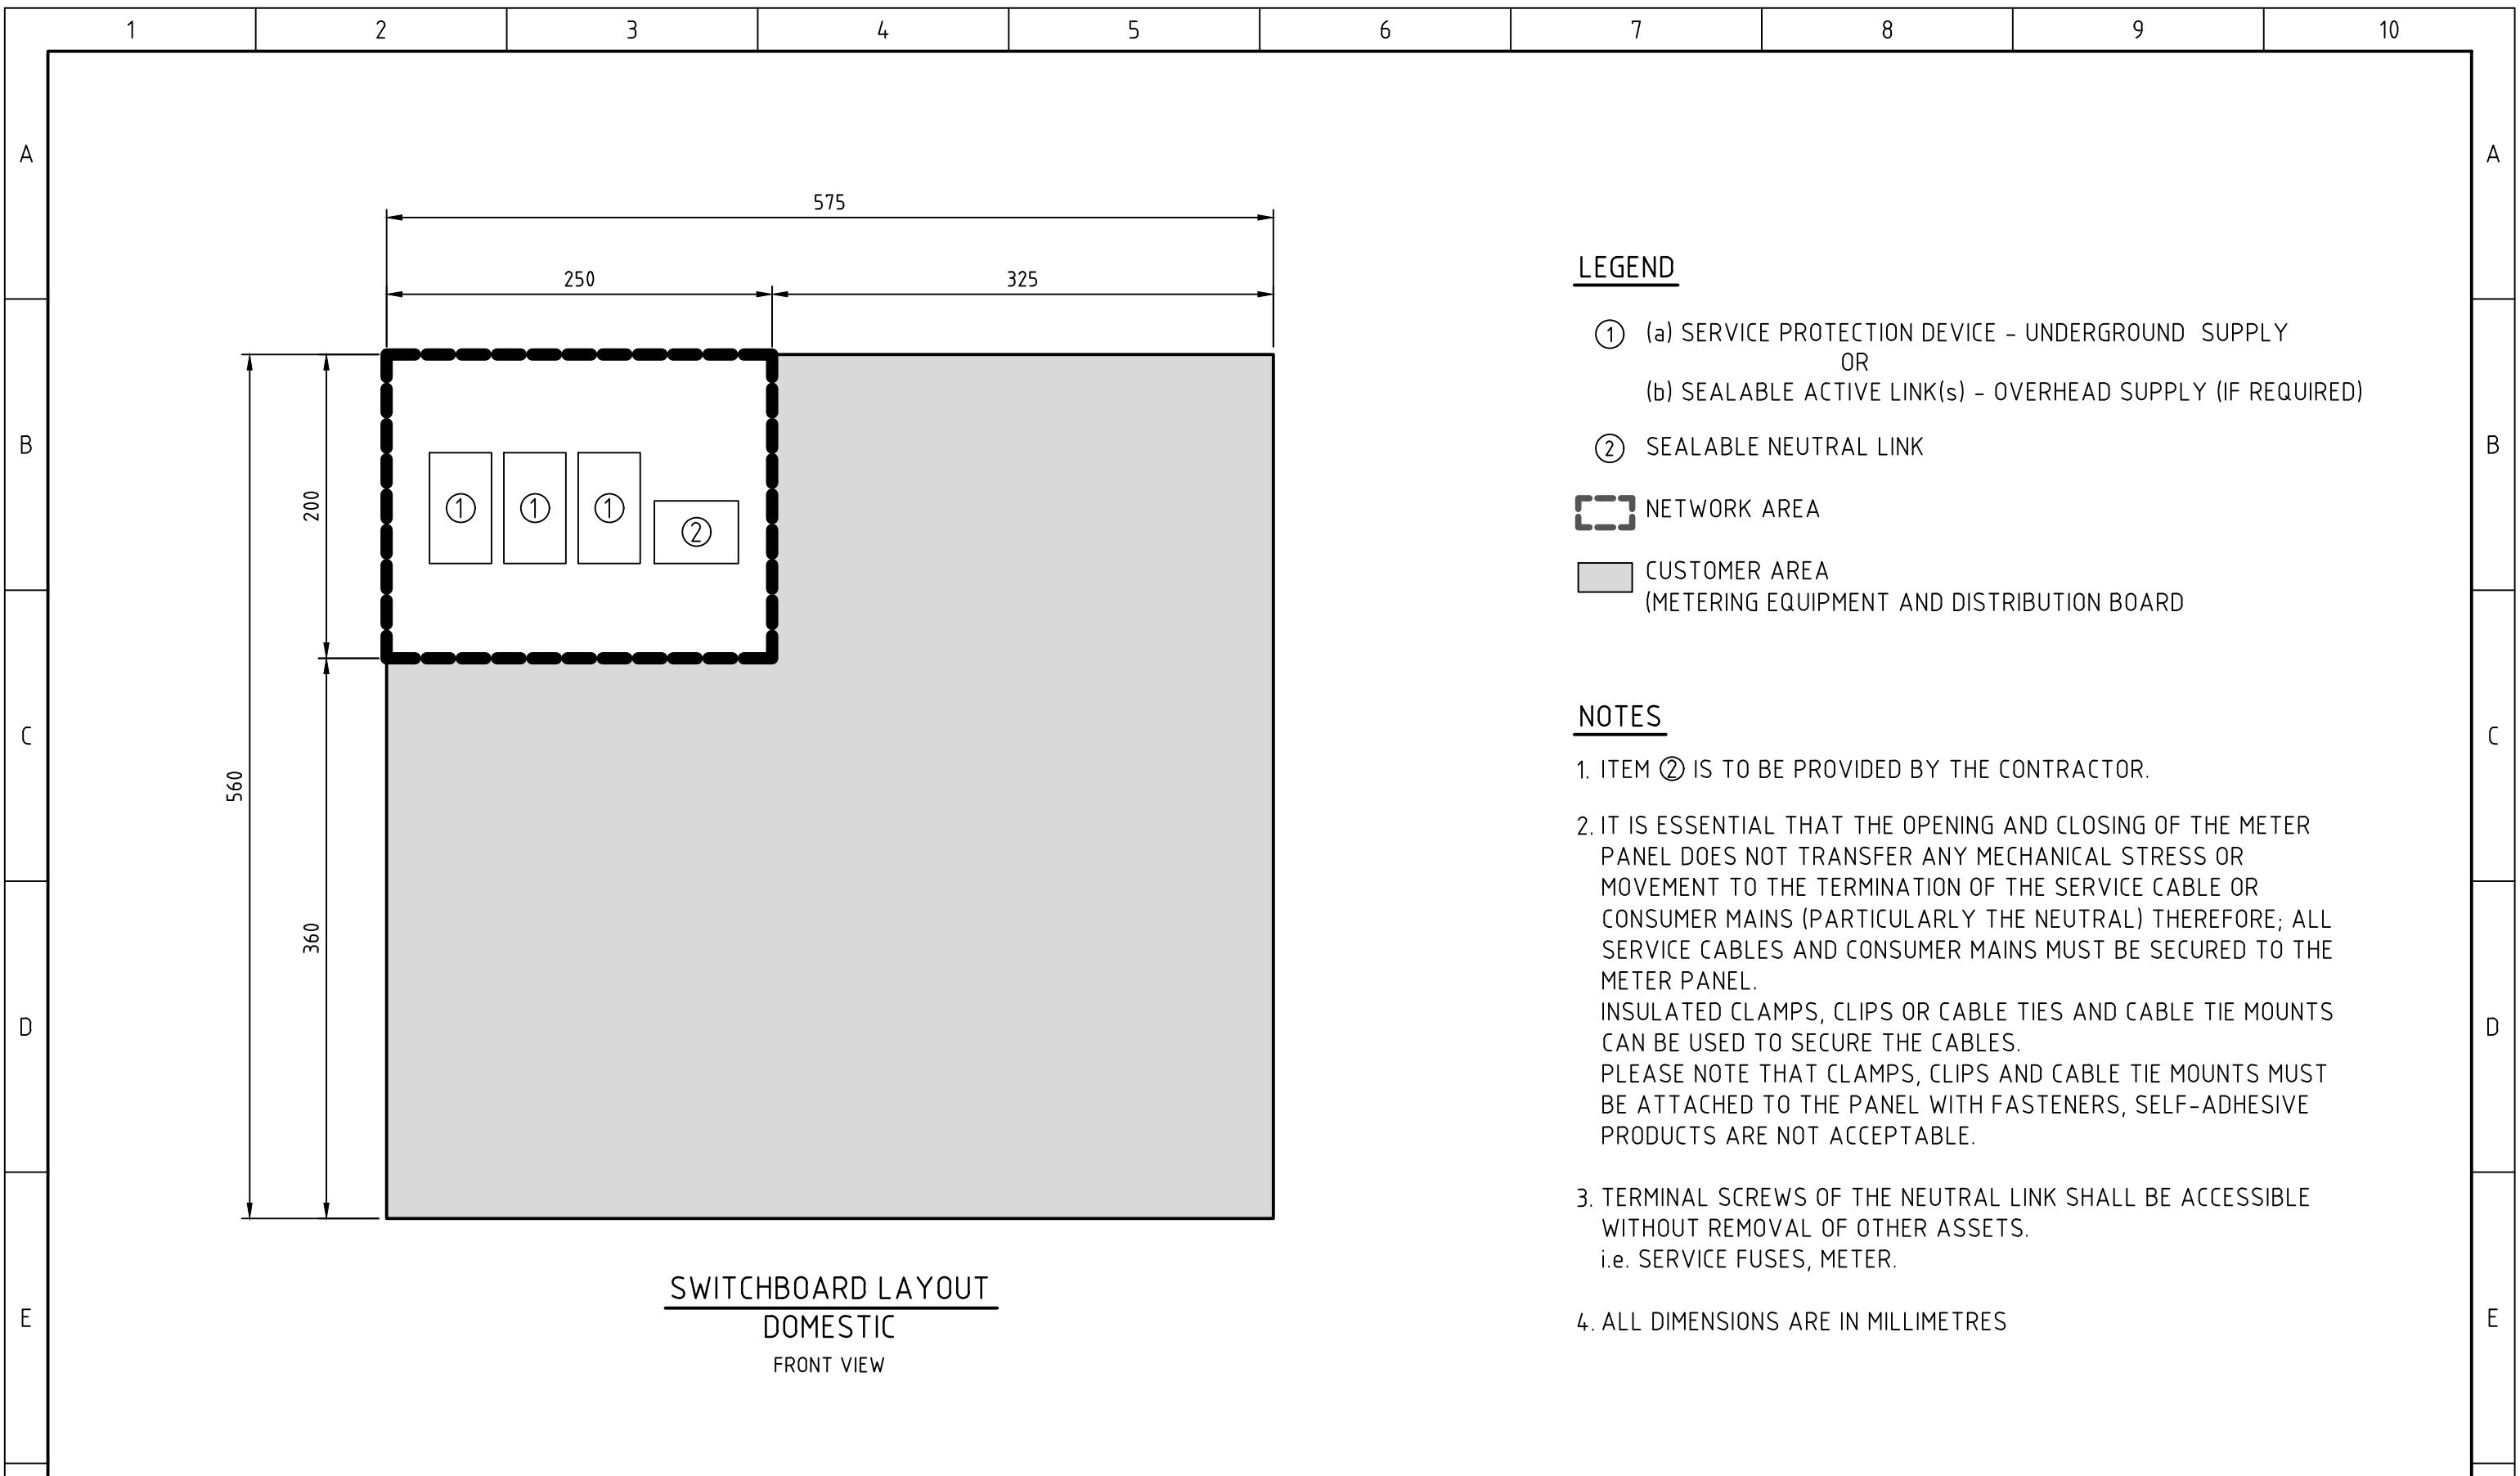 1 2 3 4 5 6 7 8 9 10
A A
575
250 325
LEGEND
1 (a) SERVICE PROTECTION DEVICE - UNDERGROUND SUPPLY
OR
(b) SEALABLE ACTIVE LINK(s) - OVERHEAD SUPPLY (IF REQUIRED)
B B
2 SEALABLE NEUTRAL LINK
200
1 1 1 2
NETWORK AREA
CUSTOMER AREA
(METERING EQUIPMENT AND DISTRIBUTION BOARD
C C
560
360
NOTES
1. ITEM 2 IS TO BE PROVIDED BY THE CONTRACTOR.
2. IT IS ESSENTIAL THAT THE OPENING AND CLOSING OF THE METER
PANEL DOES NOT TRANSFER ANY MECHANICAL STRESS OR
MOVEMENT TO THE TERMINATION OF THE SERVICE CABLE OR
CONSUMER MAINS (PARTICULARLY THE NEUTRAL) THEREFORE; ALL
SERVICE CABLES AND CONSUMER MAINS MUST BE SECURED TO THE
METER PANEL.
INSULATED CLAMPS, CLIPS OR CABLE TIES AND CABLE TIE MOUNTS
CAN BE USED TO SECURE THE CABLES.
PLEASE NOTE THAT CLAMPS, CLIPS AND CABLE TIE MOUNTS MUST
BE ATTACHED TO THE PANEL WITH FASTENERS, SELF-ADHESIVE
PRODUCTS ARE NOT ACCEPTABLE.
D D
3. TERMINAL SCREWS OF THE NEUTRAL LINK SHALL BE ACCESSIBLE
WITHOUT REMOVAL OF OTHER ASSETS.
i.e. SERVICE FUSES, METER.
4. ALL DIMENSIONS ARE IN MILLIMETRES
E E
SWITCHBOARD LAYOUT
DOMESTIC
FRONT VIEW